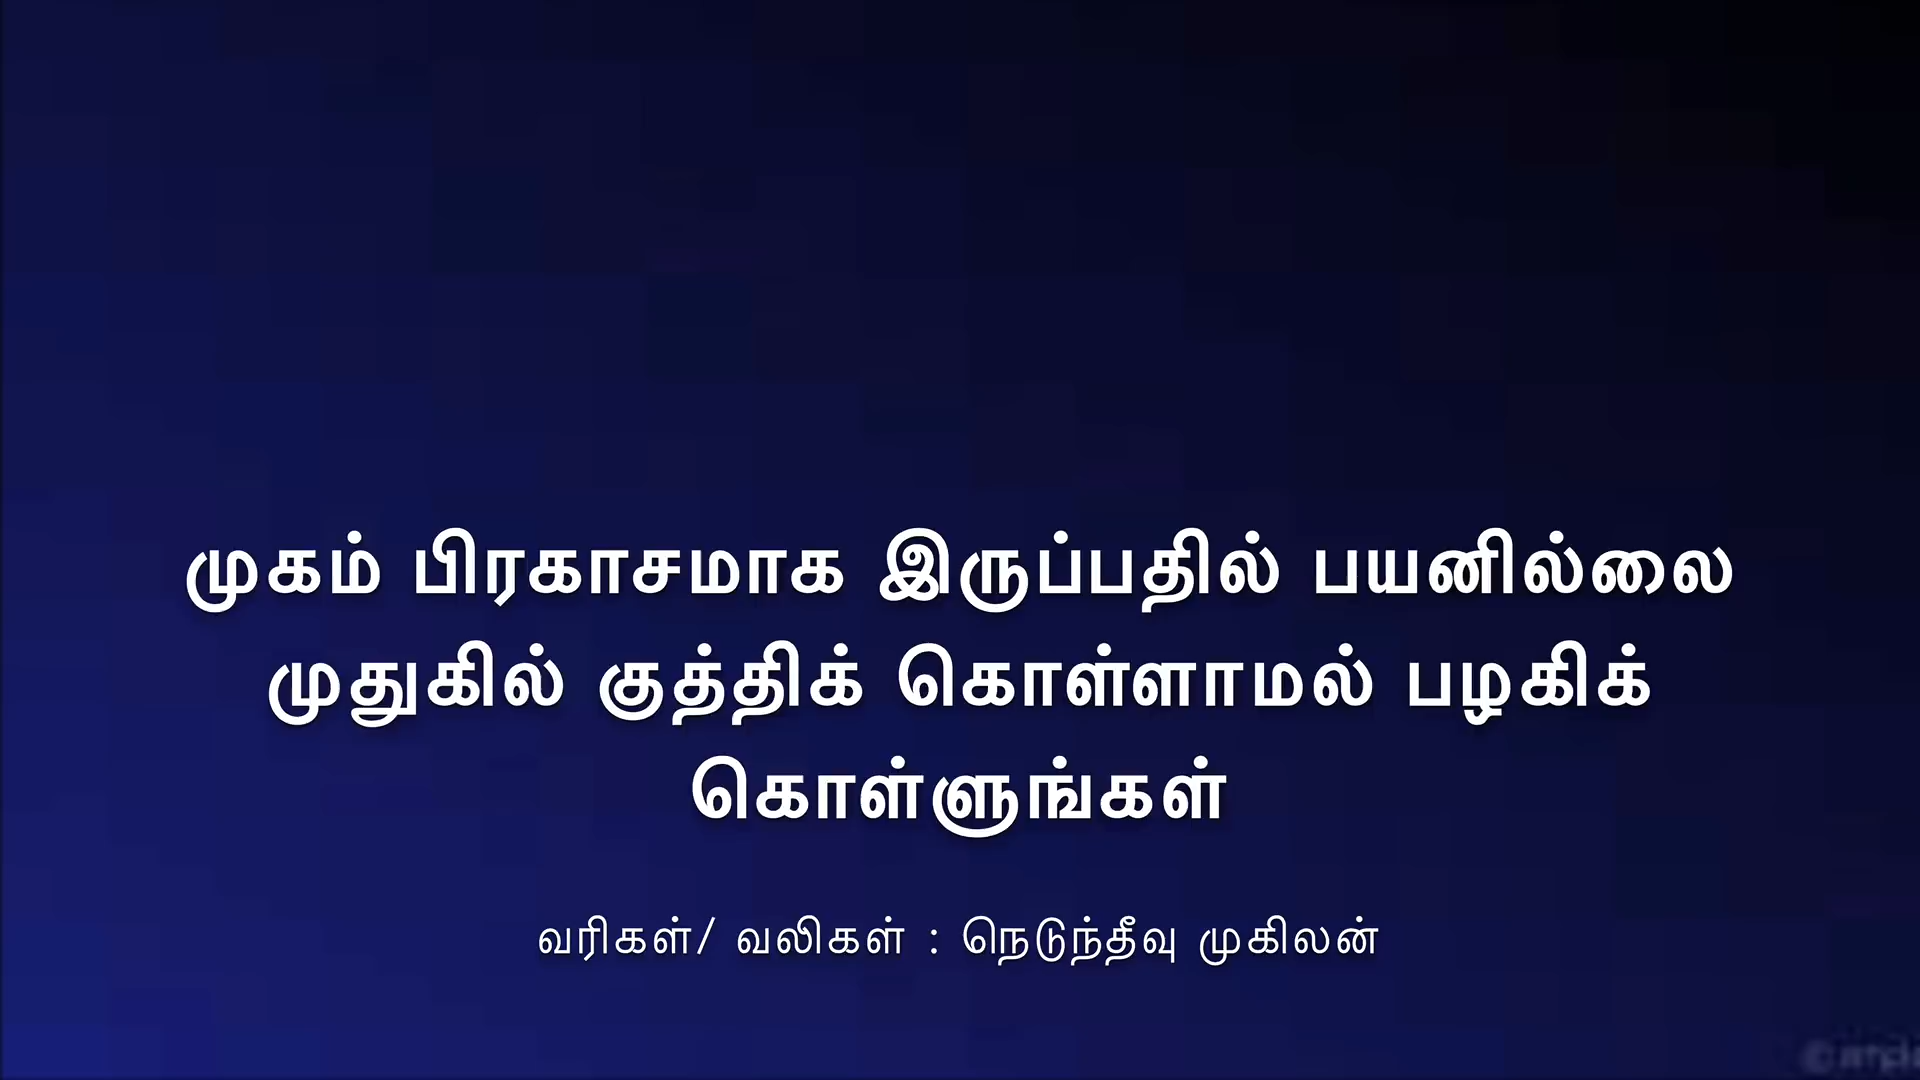 முகம் பிரகாசமாக இருப்பதில் பயனில்லை
முதுகில் குத்திக் கொள்ளாமல் பழகிக்
கொள்ளுங்கள்
வரிகள்/ வலிகள் : நெடுந்தீவு முகிலன்